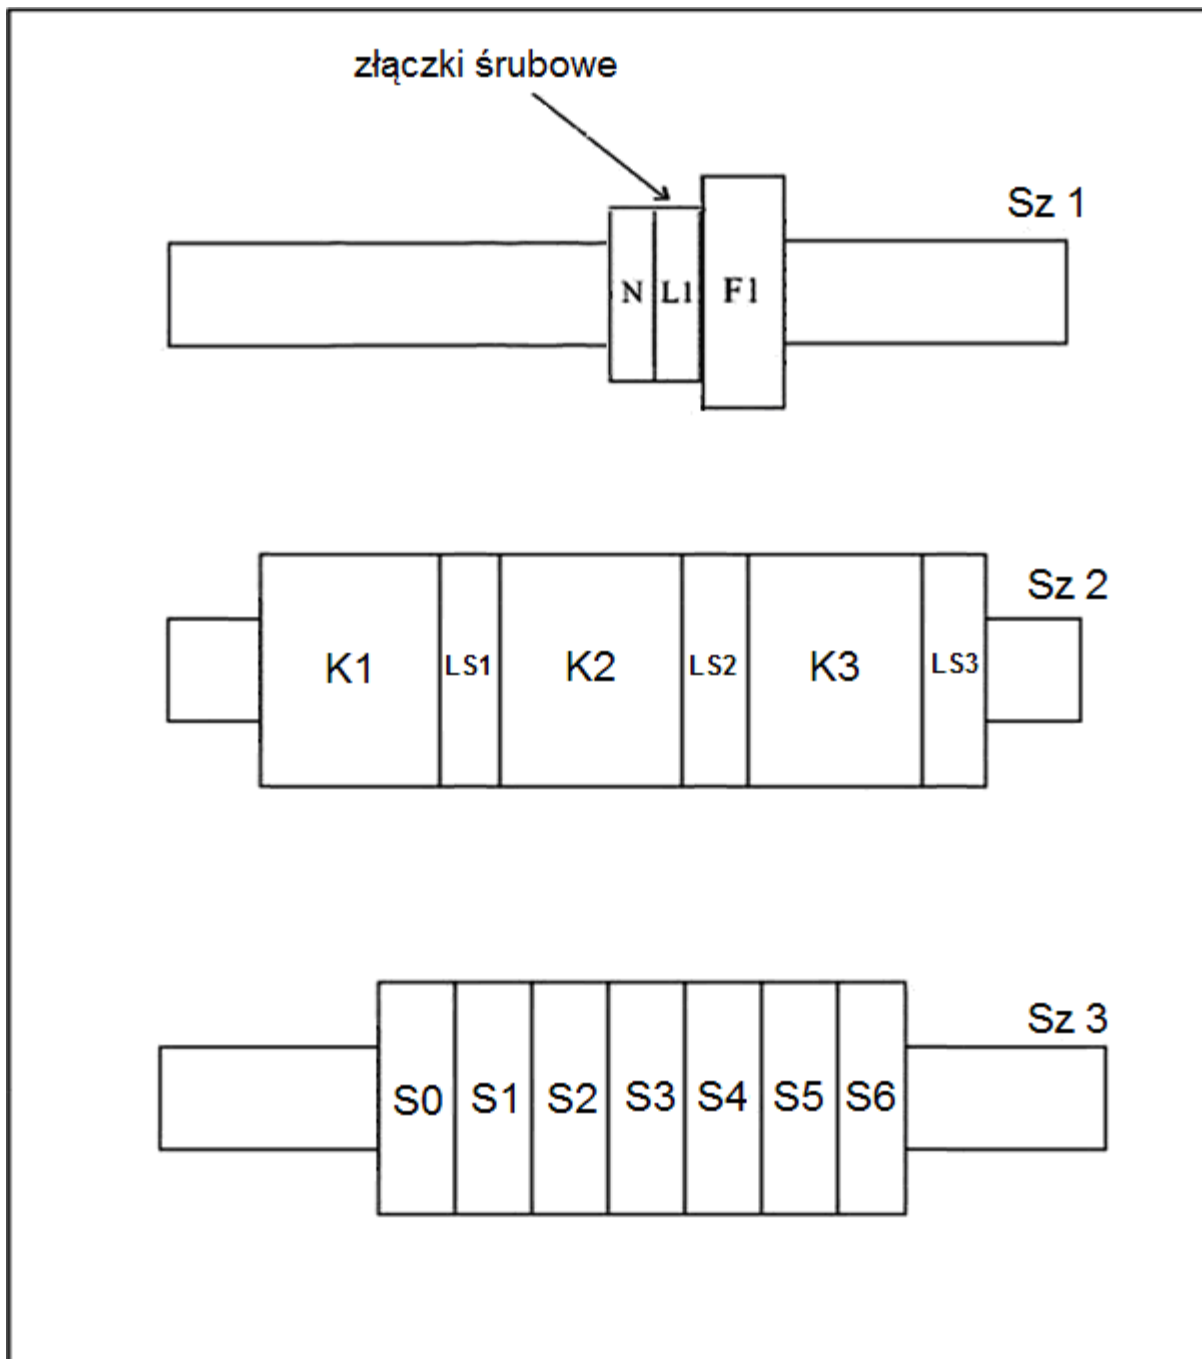 złączki śrubowe
Sz 1
N L1 F1
Sz 2
K1 LS1 K2 LS2 K3 LS3
Sz 3
S0 S1 S2 S3 S4 S5 S6